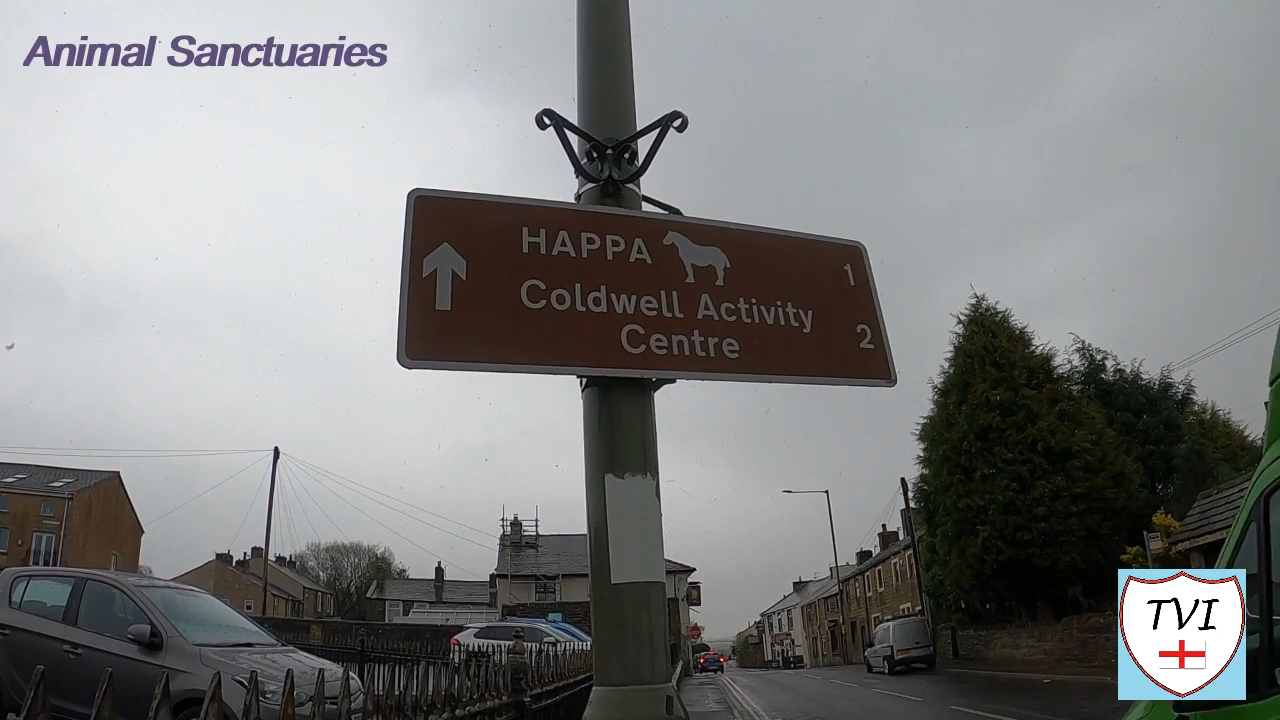 Animal Sanctuaries
HAPPA 1
Coldwell Activity
Centre 2
TVI